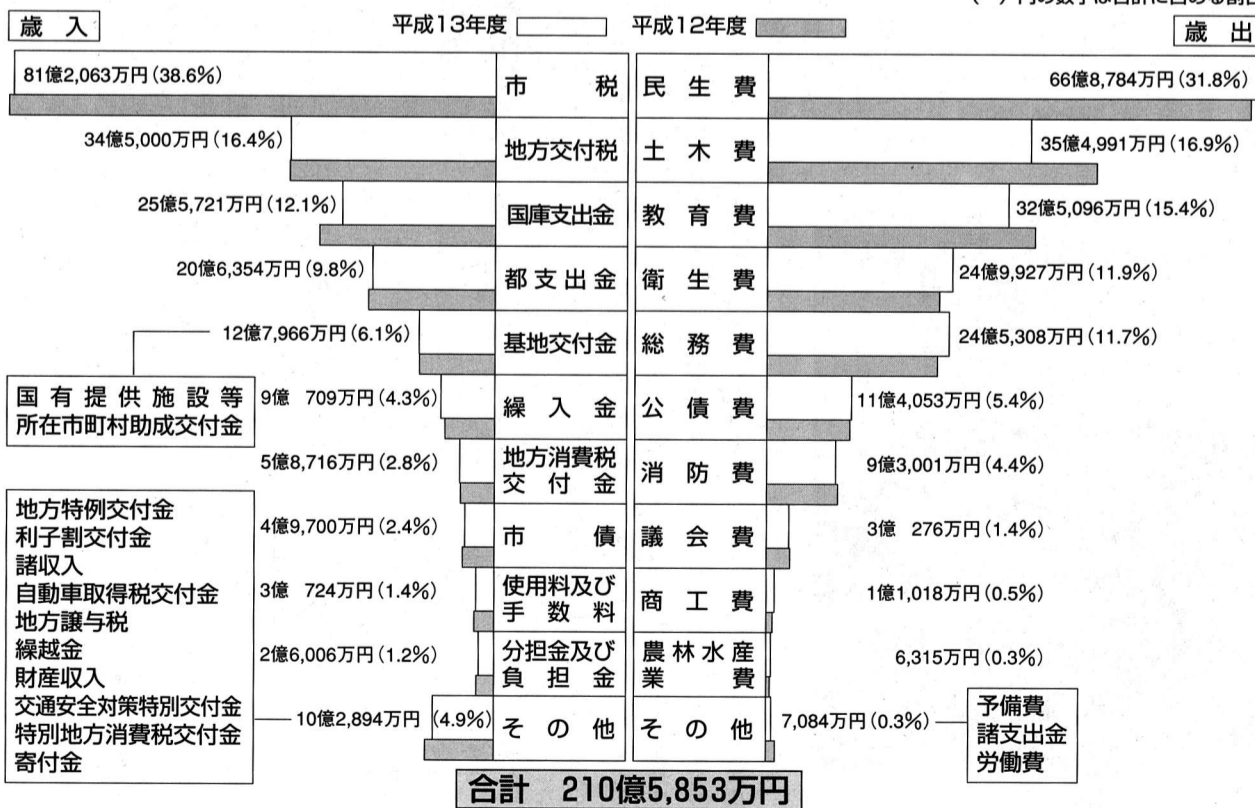 歳入
平成13年度
平成12年度
歳出
81億2,063万円(38.6%)
市税
民生費
66億8,784万円(31.8%)
34億5,000万円(16.4%)
地方交付税
土木費
35億4,991万円(16.9%)
25億5,721万円(12.1%)
国庫支出金
教育費
32億5,096万円(15.4%)
20億6,354万円(9.8%)
都支出金
衛生費
24億9,927万円(11.9%)
12億7,966万円(6.1%)
基地交付金
総務費
24億5,308万円(11.7%)
国有提供施設等
所在市町村助成交付金
9億 709万円(4.3%)
繰入金
公債費
11億4,053万円(5.4%)
5億8,716万円(2.8%)
地方消費税
交付金
消防費
9億3,001万円(4.4%)
4億9,700万円(2.4%)
市債
議会費
3億 276万円(1.4%)
3億 724万円(1.4%)
使用料及び
手数料
商工費
1億1,018万円(0.5%)
2億6,006万円(1.2%)
分担金及び
負担金
農林水産
業費
6,315万円(0.3%)
地方特例交付金
利子割交付金
諸収入
自動車取得税交付金
地方譲与税
繰越金
財産収入
交通安全対策特別交付金
特別地方消費税交付金
寄付金
10億2,894万円(4.9%)
その他
その他
7,084万円(0.3%)
予備費
諸支出金
労働費
合計 210億5,853万円